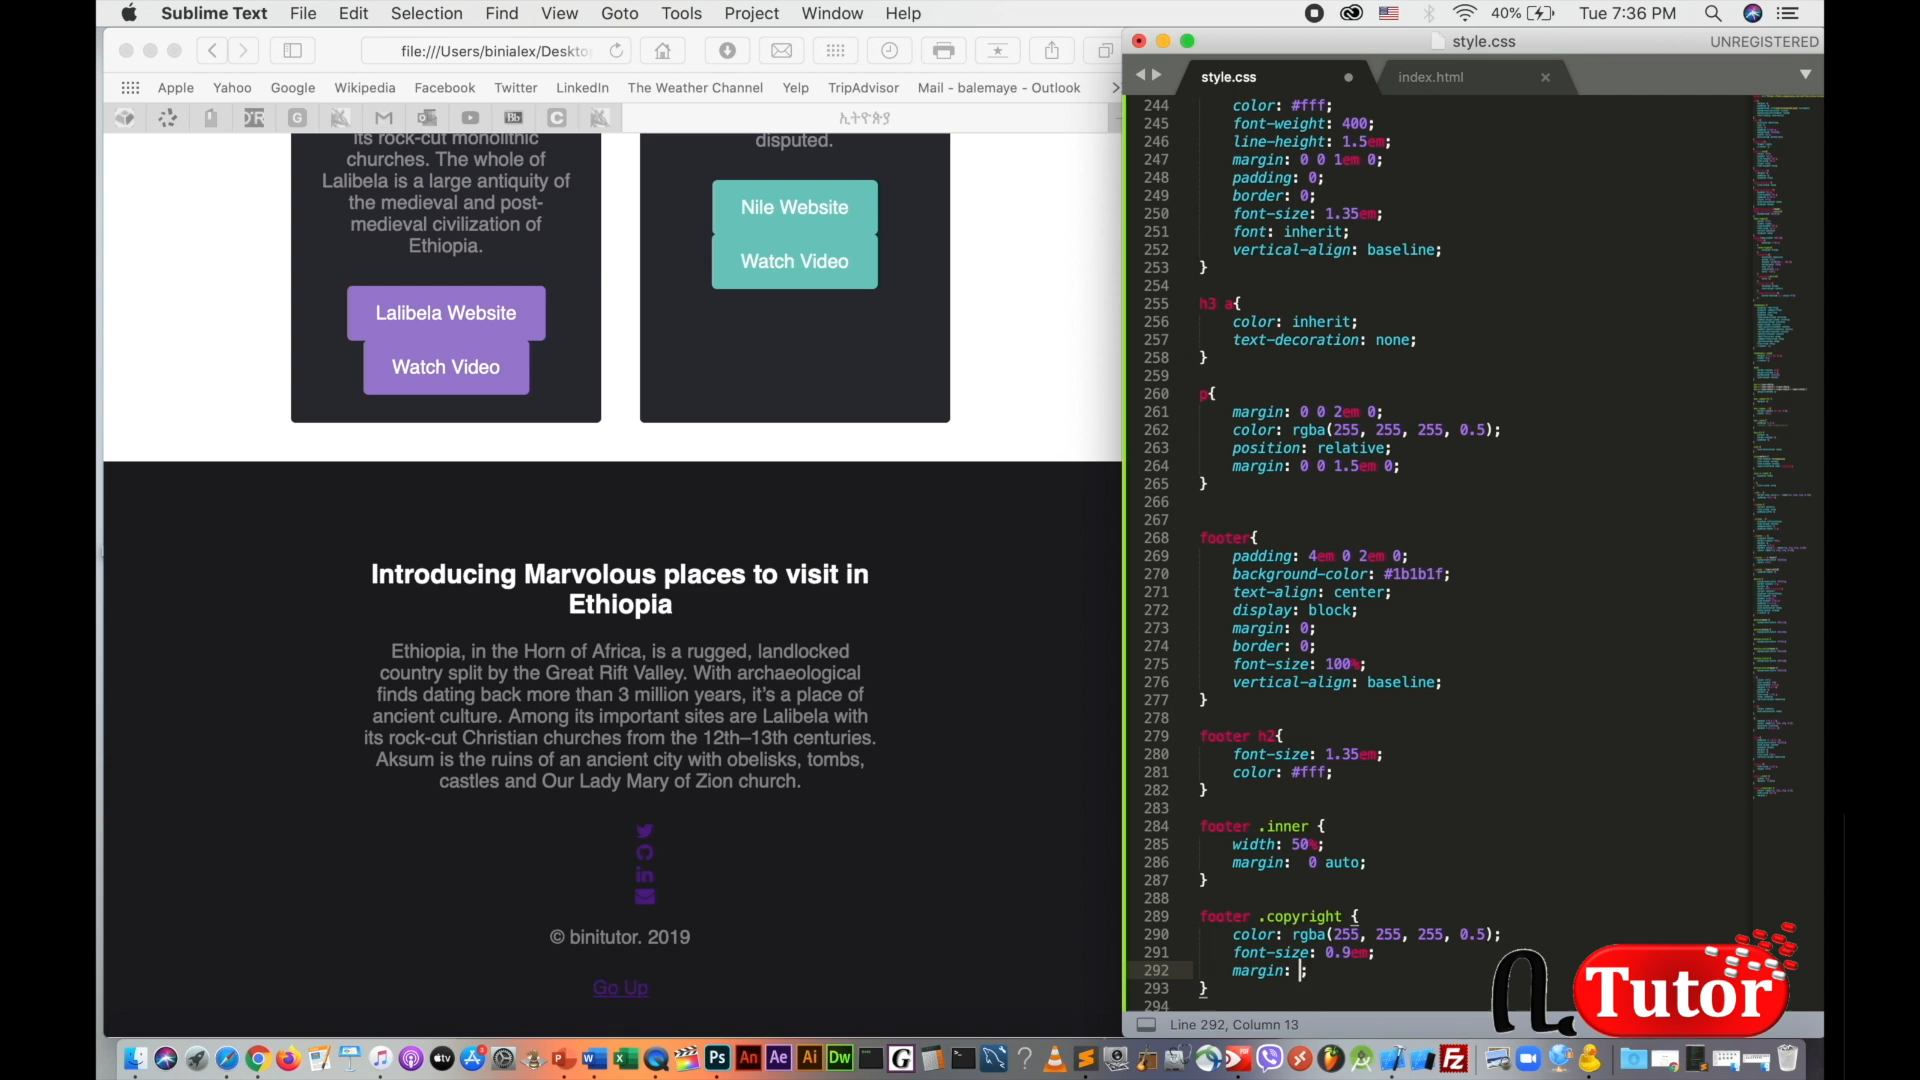 Sublime Text File Edit Selection Find View Goto Tools Project Window Help
40% Tue 7:36 PM
file:///Users/binialex/Deskto
Apple Yahoo Google Wikipedia Facebook Twitter LinkedIn The Weather Channel Yelp TripAdvisor Mail - balemaye - Outlook
ኢትዮጵያ
its rock-cut monolithic
churches. The whole of
Lalibela is a large antiquity of
the medieval and post-
medieval civilization of
Ethiopia.
Lalibela Website
Watch Video
disputed.
Nile Website
Watch Video
Introducing Marvolous places to visit in
Ethiopia
Ethiopia, in the Horn of Africa, is a rugged, landlocked
country split by the Great Rift Valley. With archaeological
finds dating back more than 3 million years, it’s a place of
ancient culture. Among its important sites are Lalibela with
its rock-cut Christian churches from the 12th–13th centuries.
Aksum is the ruins of an ancient city with obelisks, tombs,
castles and Our Lady Mary of Zion church.
© binitutor. 2019
Go Up
style.css
UNREGISTERED
style.css
index.html
244 color: #fff;
245 font-weight: 400;
246 line-height: 1.5em;
247 margin: 0 0 1em 0;
248 padding: 0;
249 border: 0;
250 font-size: 1.35em;
251 font: inherit;
252 vertical-align: baseline;
253 }
254
255 h3 a{
256 color: inherit;
257 text-decoration: none;
258 }
259
260 p{
261 margin: 0 0 2em 0;
262 color: rgba(255, 255, 255, 0.5);
263 position: relative;
264 margin: 0 0 1.5em 0;
265 }
266
267
268 footer{
269 padding: 4em 0 2em 0;
270 background-color: #1b1b1f;
271 text-align: center;
272 display: block;
273 margin: 0;
274 border: 0;
275 font-size: 100%;
276 vertical-align: baseline;
277 }
278
279 footer h2{
280 font-size: 1.35em;
281 color: #fff;
282 }
283
284 footer .inner {
285 width: 50%;
286 margin: 0 auto;
287 }
288
289 footer .copyright {
290 color: rgba(255, 255, 255, 0.5);
291 font-size: 0.9em;
292 margin: ;
293 }
294
Line 292, Column 13
Tutor